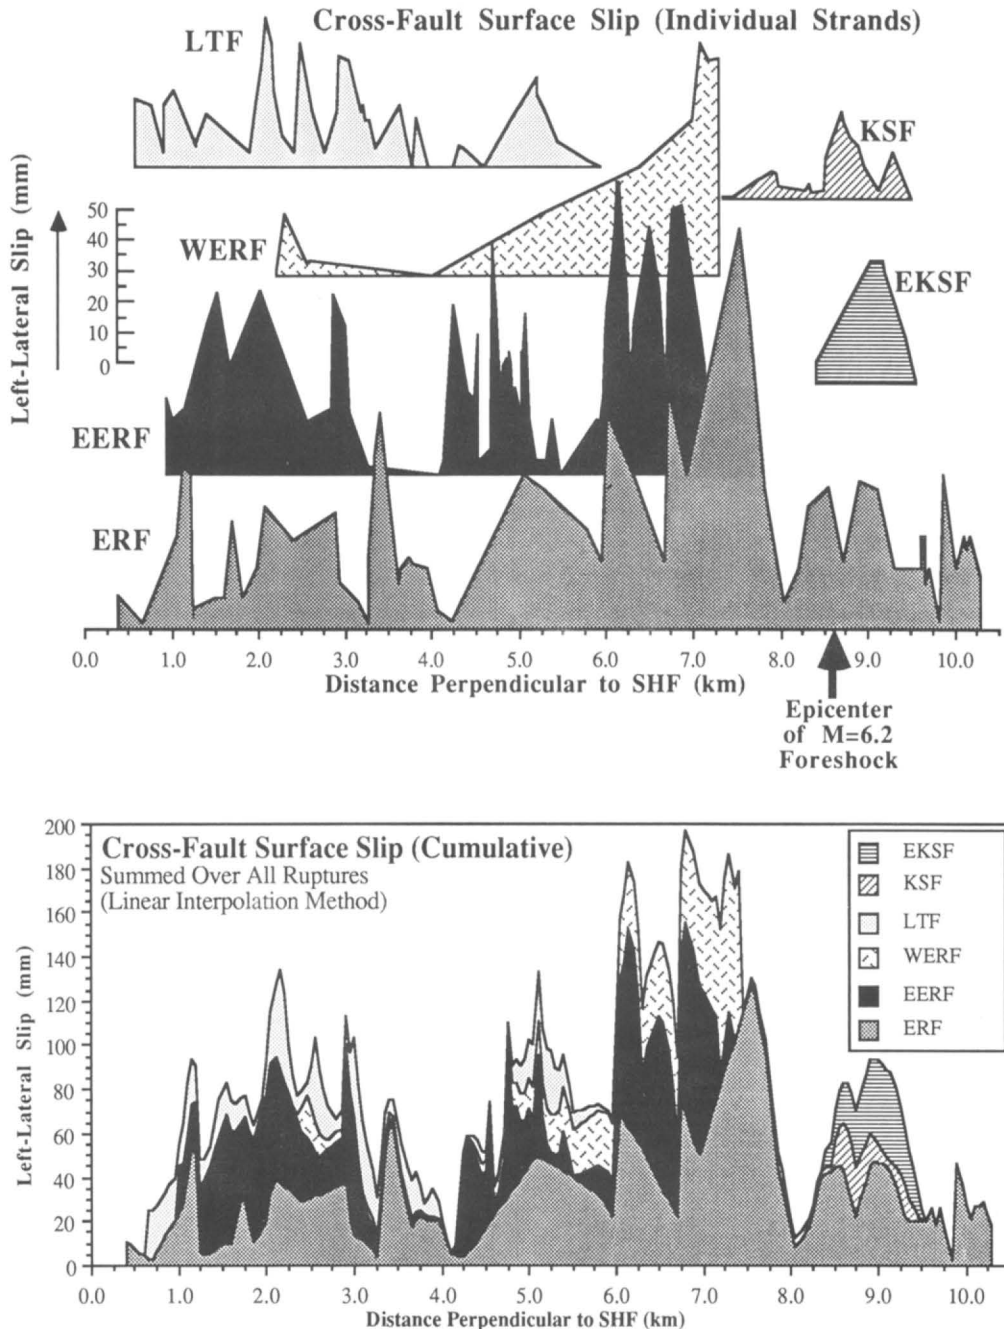 Cross-Fault Surface Slip (Individual Strands)
LTF
KSF
WERF
EKSF
EERF
ERF
Left-Lateral Slip (mm)
50
40
30
20
10
0
0.0 1.0 2.0 3.0 4.0 5.0 6.0 7.0 8.0 9.0 10.0
Distance Perpendicular to SHF (km)
Epicenter
of M=6.2
Foreshock
Cross-Fault Surface Slip (Cumulative)
Summed Over All Ruptures
(Linear Interpolation Method)
EKSF
KSF
LTF
WERF
EERF
ERF
Left-Lateral Slip (mm)
200
180
160
140
120
100
80
60
40
20
0
0.0 1.0 2.0 3.0 4.0 5.0 6.0 7.0 8.0 9.0 10.0
Distance Perpendicular to SHF (km)